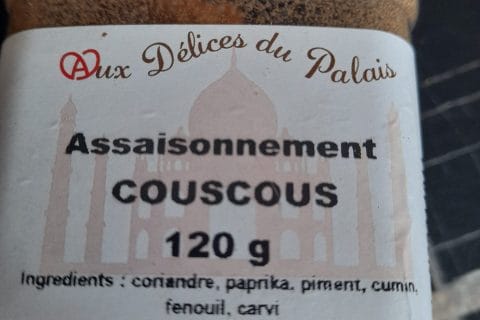 Aux Délices du Palais
Assaisonnement
COUSCOUS
120 g
Ingredients : coriandre, paprika, piment, cumin,
fenouil, carvi